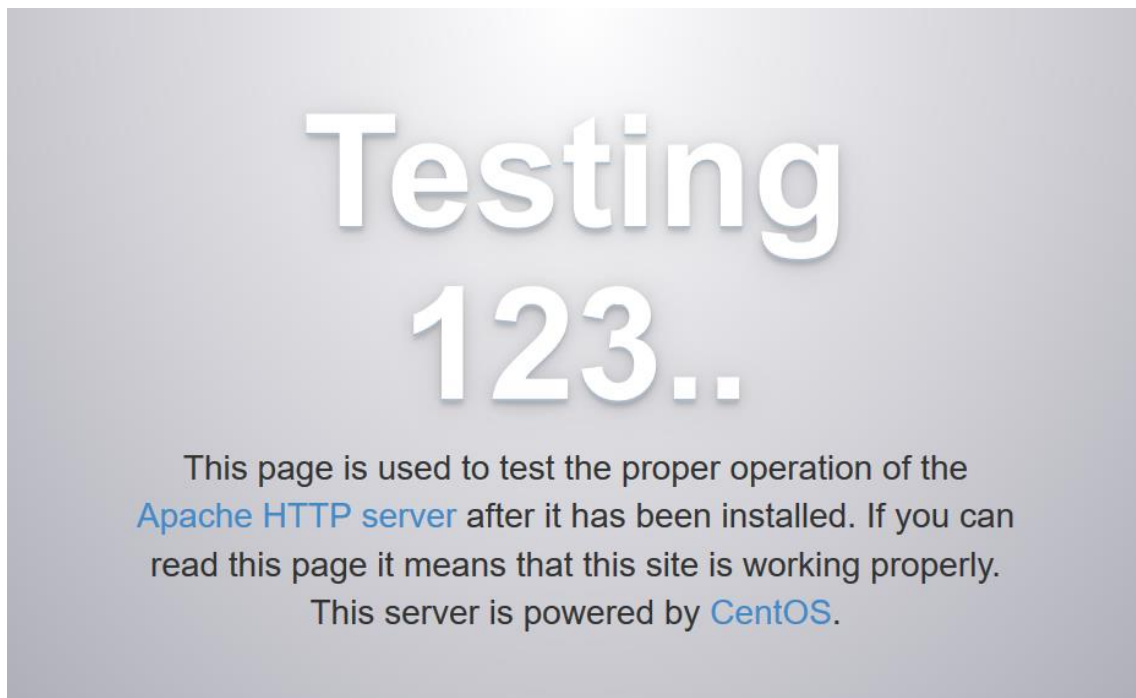 Testing
123..
This page is used to test the proper operation of the
Apache HTTP server after it has been installed. If you can
read this page it means that this site is working properly.
This server is powered by CentOS.